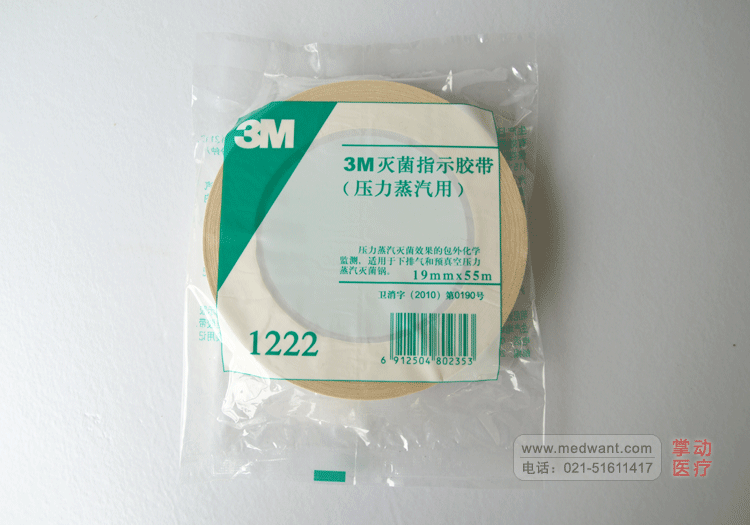 3M
3M灭菌指示胶带
（压力蒸汽用）
压力蒸汽灭菌效果的包外化学
监测，适用于下排气和预真空压力
蒸汽灭菌锅。
19mm×55m
卫消字（2010）第0190号
1222
6 912504 802353
www.medwant.com
电话：021-51611417
掌动
医疗